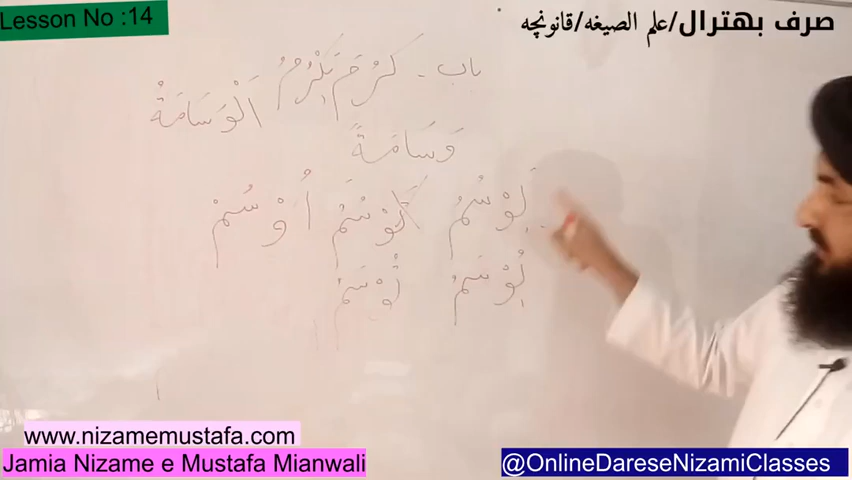 Lesson No :14
صرف بهترال/علم الصيغه/قانونچه
باب - كَرُمَ يَكْرُمُ اَلْوَسَامَةْ
وَسَامَةً
يَوْسُمُ تَوْسُمُ اُوْسُمْ
يُوْسَمُ تُوْسَمُ
www.nizamemustafa.com
Jamia Nizame e Mustafa Mianwali
@OnlineDareseNizamiClasses